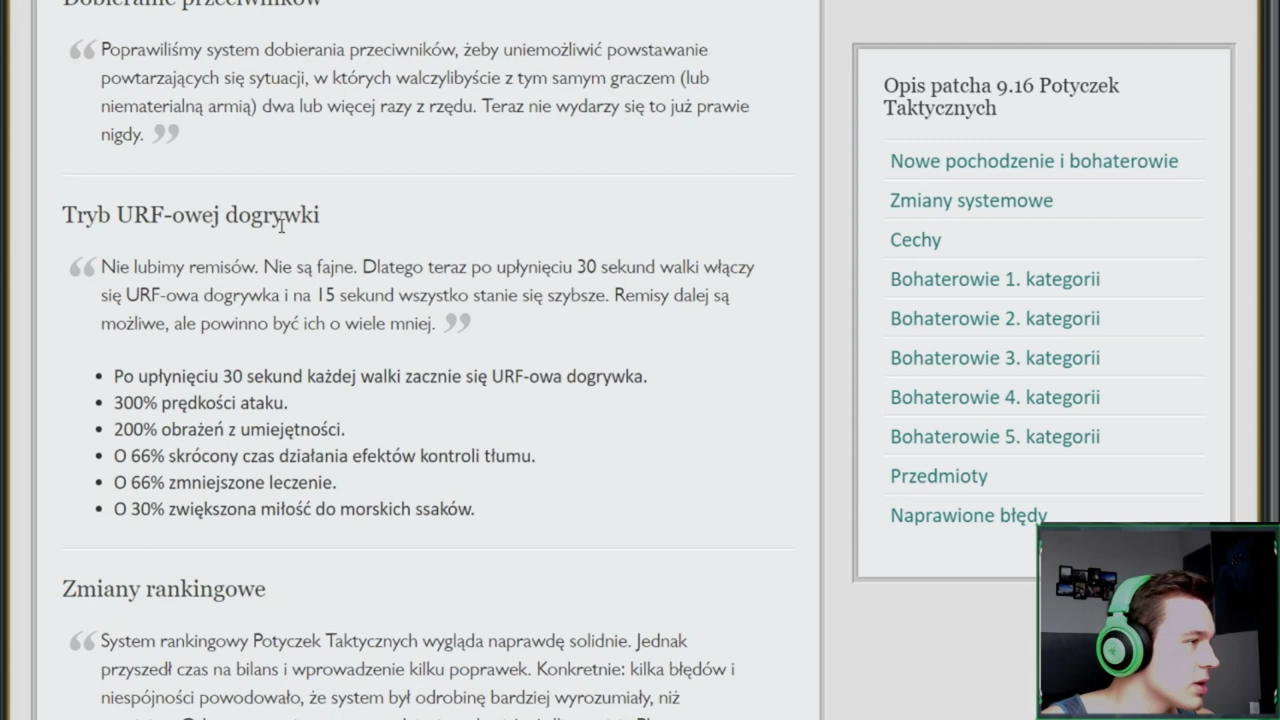 Dobieranie przeciwników
Poprawiliśmy system dobierania przeciwników, żeby uniemożliwić powstawanie
powtarzających się sytuacji, w których walczylibyście z tym samym graczem (lub
niematerialną armią) dwa lub więcej razy z rzędu. Teraz nie wydarzy się to już prawie
nigdy.
Tryb URF-owej dogrywki
Nie lubimy remisów. Nie są fajne. Dlatego teraz po upłynięciu 30 sekund walki włączy
się URF-owa dogrywka i na 15 sekund wszystko stanie się szybsze. Remisy dalej są
możliwe, ale powinno być ich o wiele mniej.
Po upłynięciu 30 sekund każdej walki zacznie się URF-owa dogrywka.
300% prędkości ataku.
200% obrażeń z umiejętności.
O 66% skrócony czas działania efektów kontroli tłumu.
O 66% zmniejszone leczenie.
O 30% zwiększona miłość do morskich ssaków.
Zmiany rankingowe
System rankingowy Potyczek Taktycznych wygląda naprawdę solidnie. Jednak
przyszedł czas na bilans i wprowadzenie kilku poprawek. Konkretnie: kilka błędów i
niespójności powodowało, że system był odrobinę bardziej wyrozumiały, niż
Opis patcha 9.16 Potyczek
Taktycznych
Nowe pochodzenie i bohaterowie
Zmiany systemowe
Cechy
Bohaterowie 1. kategorii
Bohaterowie 2. kategorii
Bohaterowie 3. kategorii
Bohaterowie 4. kategorii
Bohaterowie 5. kategorii
Przedmioty
Naprawione błędy